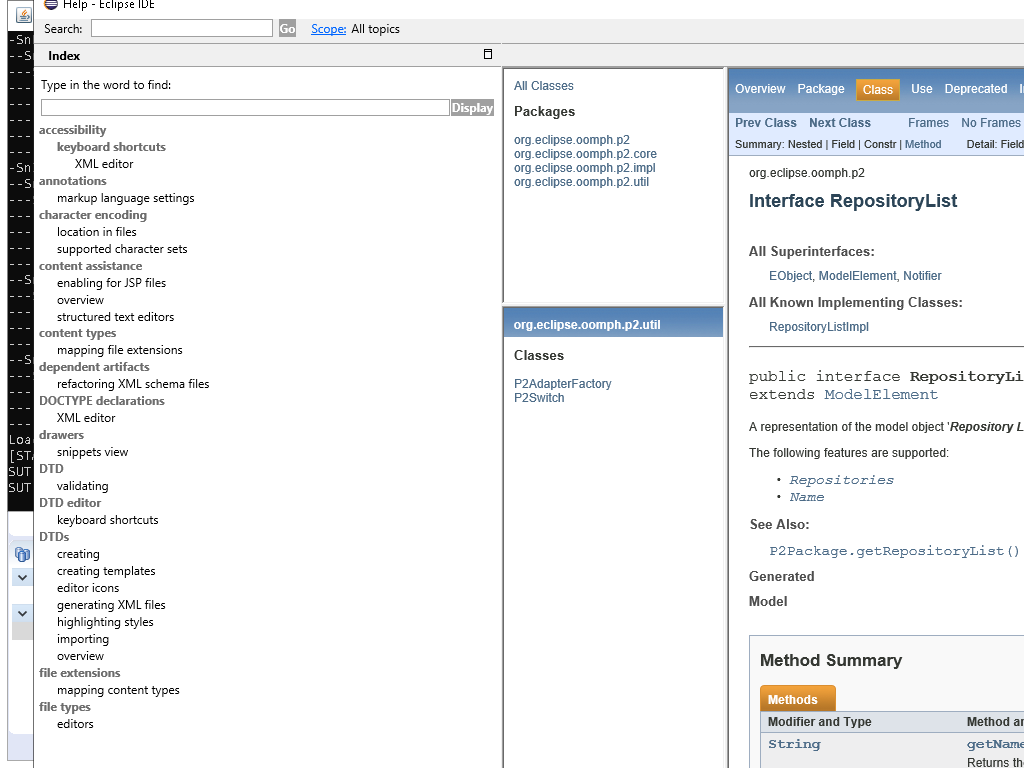 Help - Eclipse IDE
Search: Go Scope: All topics
Index
Type in the word to find:
Display
accessibility
keyboard shortcuts
XML editor
annotations
markup language settings
character encoding
location in files
supported character sets
content assistance
enabling for JSP files
overview
structured text editors
content types
mapping file extensions
dependent artifacts
refactoring XML schema files
DOCTYPE declarations
XML editor
drawers
snippets view
DTD
validating
DTD editor
keyboard shortcuts
DTDs
creating
creating templates
editor icons
generating XML files
highlighting styles
importing
overview
file extensions
mapping content types
file types
editors
All Classes
Packages
org.eclipse.oomph.p2
org.eclipse.oomph.p2.core
org.eclipse.oomph.p2.impl
org.eclipse.oomph.p2.util
org.eclipse.oomph.p2.util
Classes
P2AdapterFactory
P2Switch
Overview Package Class Use Deprecated
Prev Class Next Class Frames No Frames
Summary: Nested | Field | Constr | Method Detail: Field
org.eclipse.oomph.p2
Interface RepositoryList
All Superinterfaces:
EObject, ModelElement, Notifier
All Known Implementing Classes:
RepositoryListImpl
public interface RepositoryLi
extends ModelElement
A representation of the model object 'Repository L
The following features are supported:
• Repositories
• Name
See Also:
P2Package.getRepositoryList()
Generated
Model
Method Summary
Methods
Modifier and Type Method an
String getName
Returns the
-Sn
--S
-Sn
--S
--S
--S
Loa
[STA
SUT
SUT